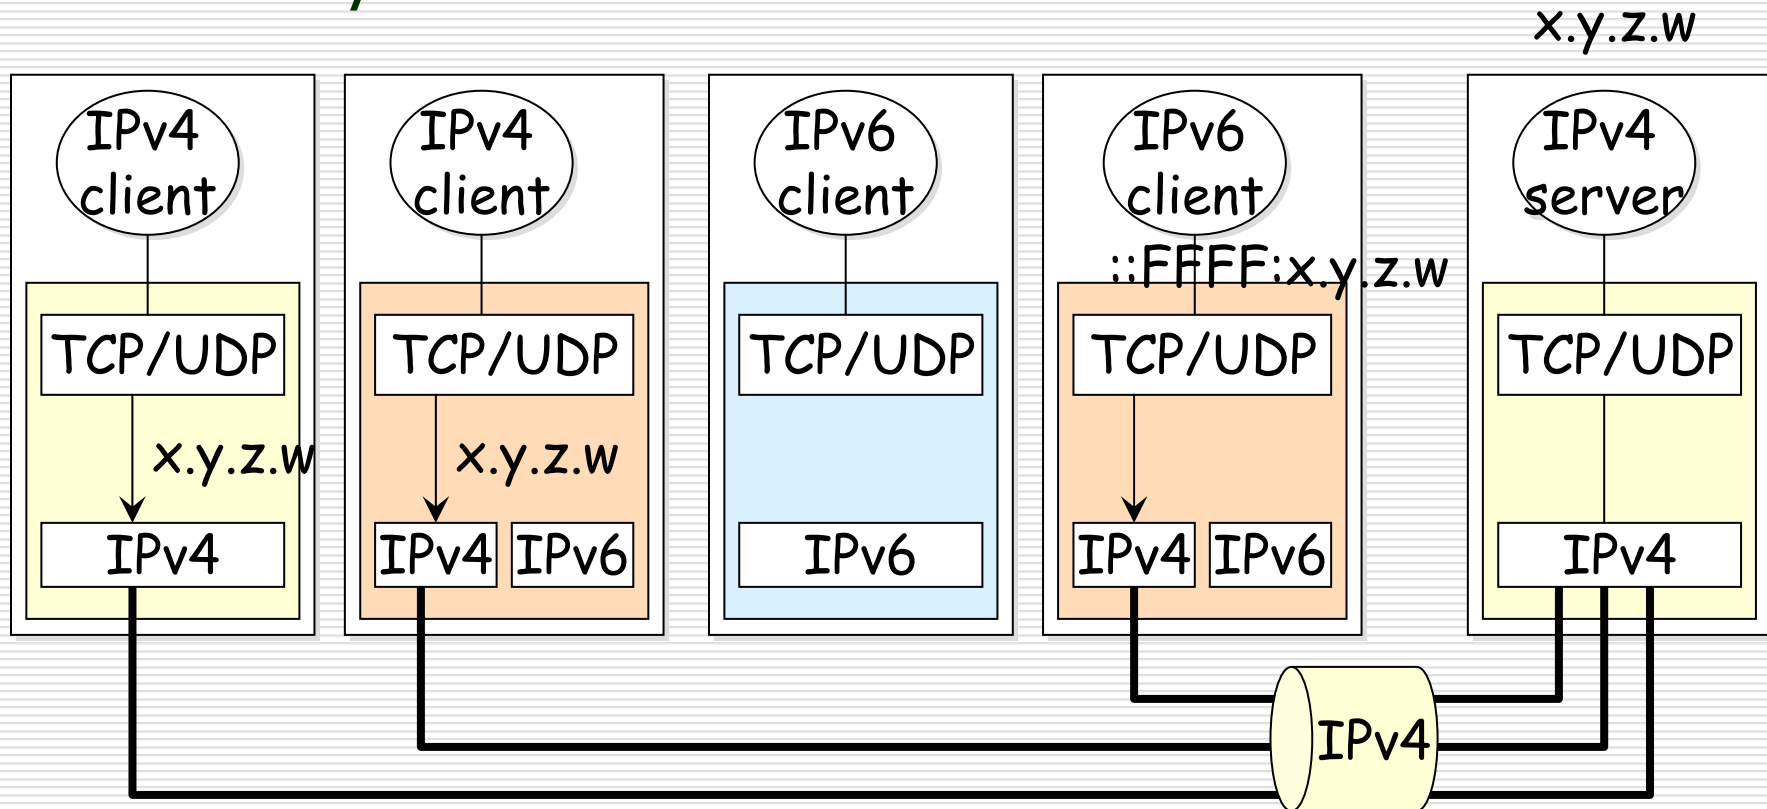 x.y.z.w
IPv4
client
IPv4
client
IPv6
client
IPv6
client
IPv4
server
::FFFF:x.y.z.w
TCP/UDP
TCP/UDP
TCP/UDP
TCP/UDP
TCP/UDP
x.y.z.w
x.y.z.w
IPv4
IPv4
IPv6
IPv6
IPv4
IPv6
IPv4
IPv4